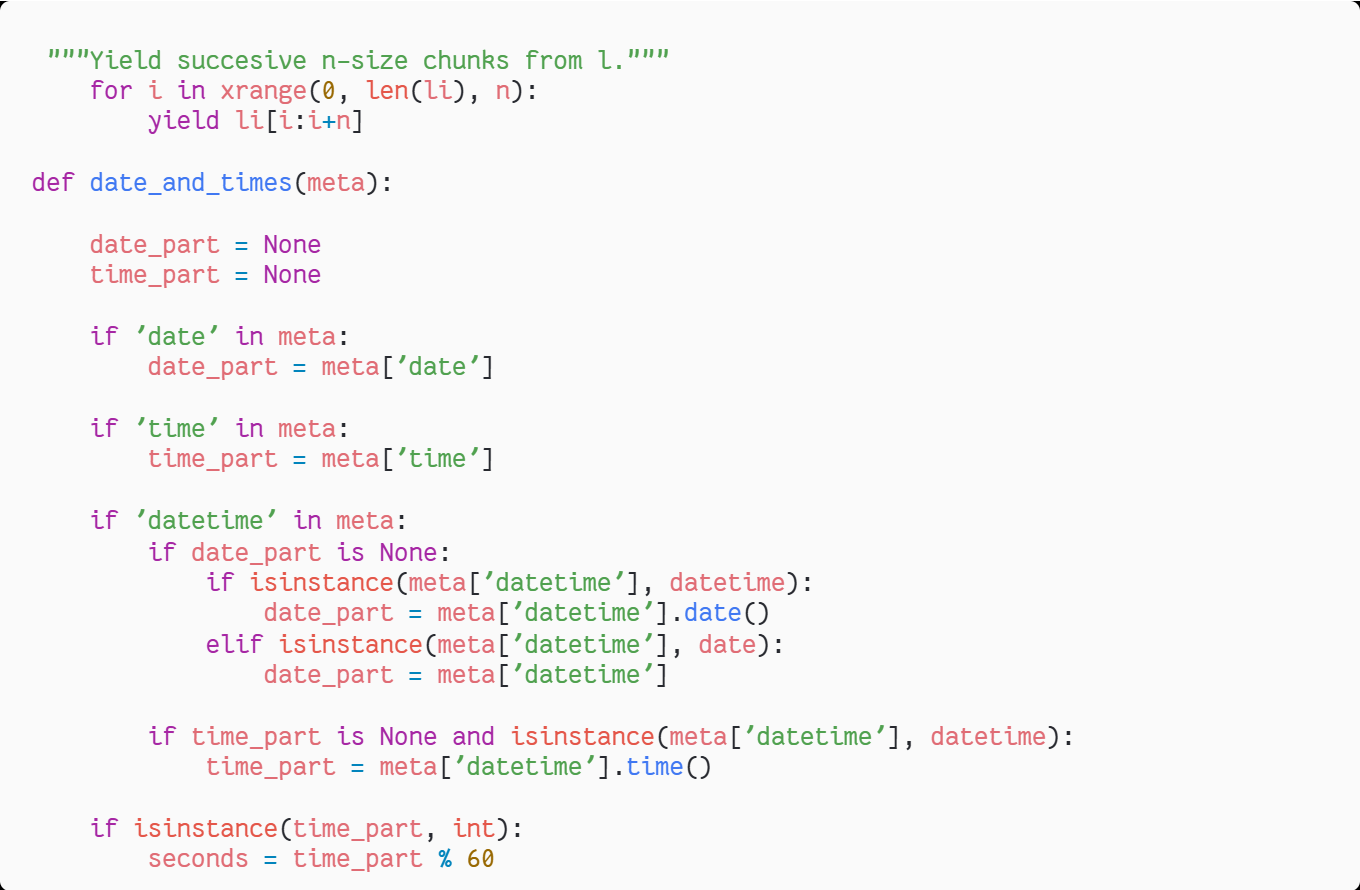 """Yield succesive n-size chunks from l."""
    for i in xrange(0, len(li), n):
        yield li[i:i+n]

def date_and_times(meta):

    date_part = None
    time_part = None

    if 'date' in meta:
        date_part = meta['date']

    if 'time' in meta:
        time_part = meta['time']

    if 'datetime' in meta:
        if date_part is None:
            if isinstance(meta['datetime'], datetime):
                date_part = meta['datetime'].date()
            elif isinstance(meta['datetime'], date):
                date_part = meta['datetime']

        if time_part is None and isinstance(meta['datetime'], datetime):
            time_part = meta['datetime'].time()

    if isinstance(time_part, int):
        seconds = time_part % 60